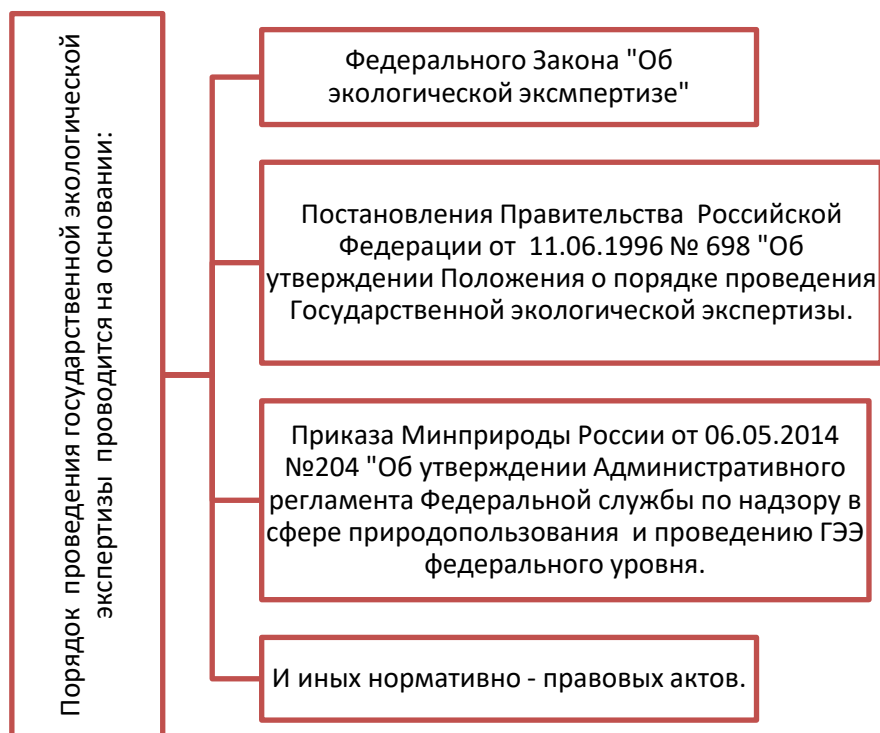 Порядок проведения государственной экологической
экспертизы проводится на основании:
Федерального Закона "Об
экологической эксмпертизе"
Постановления Правительства Российской
Федерации от 11.06.1996 № 698 "Об
утверждении Положения о порядке проведения
Государственной экологической экспертизы.
Приказа Минприроды России от 06.05.2014
№204 "Об утверждении Административного
регламента Федеральной службы по надзору в
сфере природопользования и проведению ГЭЭ
федерального уровня.
И иных нормативно - правовых актов.